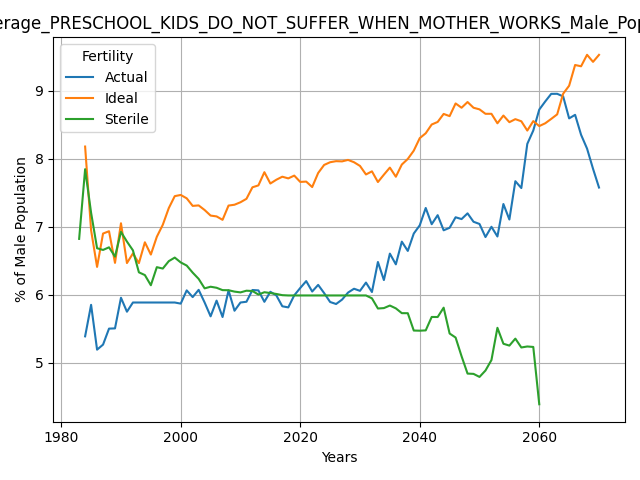 erage_PRESCHOOL_KIDS_DO_NOT_SUFFER_WHEN_MOTHER_WORKS_Male_Pop
Fertility
Actual
Ideal
Sterile
9
8
7
6
5
% of Male Population
1980 2000 2020 2040 2060
Years